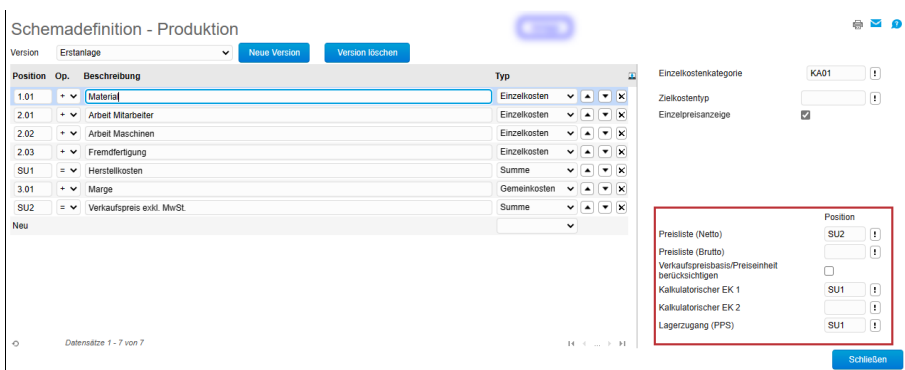 Schemadefinition - Produktion
Version Erstanlage Neue Version Version löschen
Position Op. Beschreibung Typ
1.01 + Material Einzelkosten
2.01 + Arbeit Mitarbeiter Einzelkosten
2.02 + Arbeit Maschinen Einzelkosten
2.03 + Fremdfertigung Einzelkosten
SU1 = Herstellkosten Summe
3.01 + Marge Gemeinkosten
SU2 = Verkaufspreis exkl. MwSt. Summe
Neu
Datensätze 1 - 7 von 7
...
Einzelkostenkategorie KA01
Zielkostentyp
Einzelpreisanzeige
Position
Preisliste (Netto) SU2
Preisliste (Brutto)
Verkaufspreisbasis/Preiseinheit
berücksichtigen
Kalkulatorischer EK 1 SU1
Kalkulatorischer EK 2
Lagerzugang (PPS) SU1
Schließen